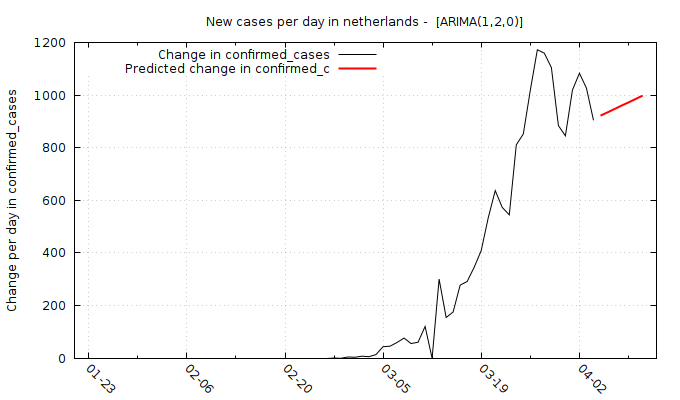 New cases per day in netherlands -  [ARIMA(1,2,0)]
Change in confirmed_cases
Predicted change in confirmed_c
Change per day in confirmed_cases
1200
1000
800
600
400
200
0
01-23 02-06 02-20 03-05 03-19 04-02